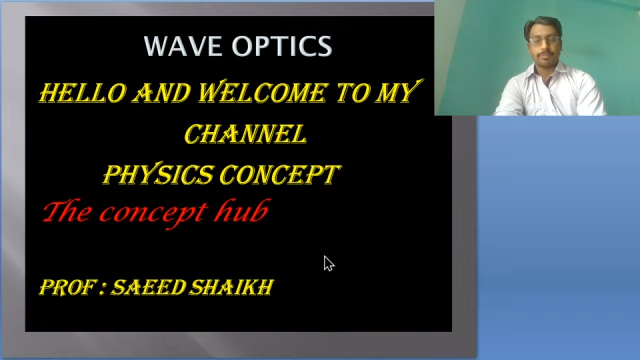 WAVE OPTICS
HELLO AND WELCOME TO MY
CHANNEL
PHYSICS CONCEPT
The concept hub
PROF : SAEED SHAIKH